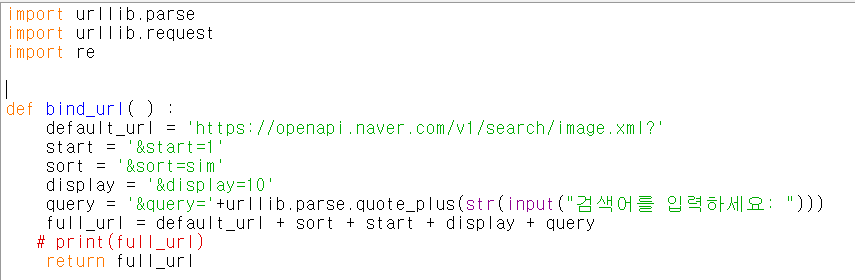 import urllib.parse
import urllib.request
import re

def bind_url( ) :
    default_url = 'https://openapi.naver.com/v1/search/image.xml?'
    start = '&start=1'
    sort = '&sort=sim'
    display = '&display=10'
    query = '&query='+urllib.parse.quote_plus(str(input("검색어를 입력하세요: ")))
    full_url = default_url + sort + start + display + query
   # print(full_url)
    return full_url